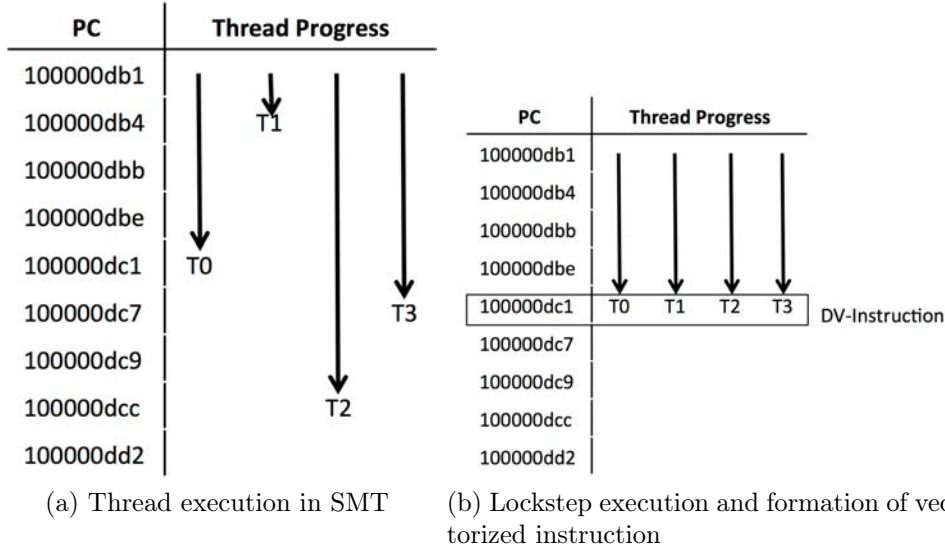 PC Thread Progress
100000db1
100000db4 T1
100000dbb
100000dbe
100000dc1 T0
100000dc7 T3
100000dc9
100000dcc T2
100000dd2
(a) Thread execution in SMT
PC Thread Progress
100000db1
100000db4
100000dbb
100000dbe
100000dc1 T0 T1 T2 T3 DV-Instruction
100000dc7
100000dc9
100000dcc
100000dd2
(b) Lockstep execution and formation of vec
torized instruction